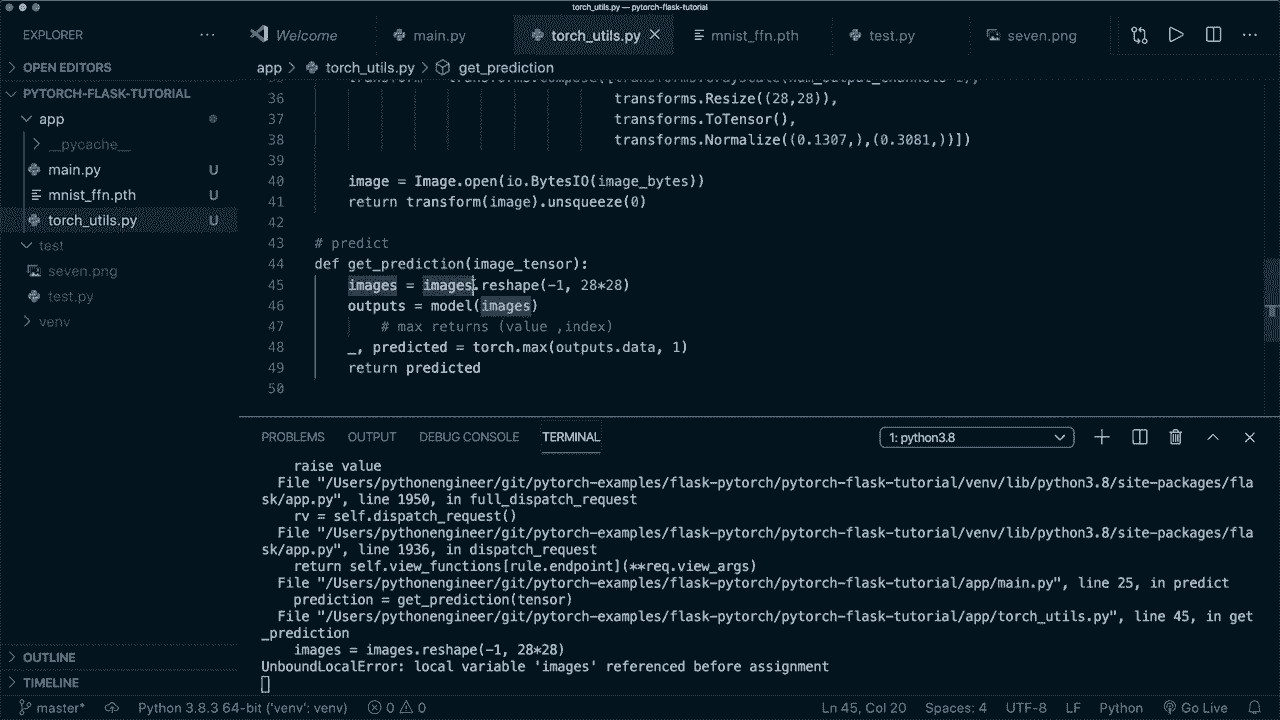 torch_utils.py — pytorch-flask-tutorial
EXPLORER
Welcome
main.py
torch_utils.py
mnist_ffn.pth
test.py
seven.png
OPEN EDITORS
app > torch_utils.py > get_prediction
PYTORCH-FLASK-TUTORIAL
app
__pycache__
main.py U
mnist_ffn.pth U
torch_utils.py U
test
seven.png
test.py
venv
36 transforms.Resize((28,28)),
37 transforms.ToTensor(),
38 transforms.Normalize((0.1307,),(0.3081,))])
39
40 image = Image.open(io.BytesIO(image_bytes))
41 return transform(image).unsqueeze(0)
42
43 # predict
44 def get_prediction(image_tensor):
45 images = images.reshape(-1, 28*28)
46 outputs = model(images)
47 # max returns (value ,index)
48 _, predicted = torch.max(outputs.data, 1)
49 return predicted
50
PROBLEMS OUTPUT DEBUG CONSOLE TERMINAL 1: python3.8
raise value
File "/Users/pythonengineer/git/pytorch-examples/flask-pytorch/pytorch-flask-tutorial/venv/lib/python3.8/site-packages/fla
sk/app.py", line 1950, in full_dispatch_request
rv = self.dispatch_request()
File "/Users/pythonengineer/git/pytorch-examples/flask-pytorch/pytorch-flask-tutorial/venv/lib/python3.8/site-packages/fla
sk/app.py", line 1936, in dispatch_request
return self.view_functions[rule.endpoint](**req.view_args)
File "/Users/pythonengineer/git/pytorch-examples/flask-pytorch/pytorch-flask-tutorial/app/main.py", line 25, in predict
prediction = get_prediction(tensor)
File "/Users/pythonengineer/git/pytorch-examples/flask-pytorch/pytorch-flask-tutorial/app/torch_utils.py", line 45, in get
_prediction
images = images.reshape(-1, 28*28)
UnboundLocalError: local variable 'images' referenced before assignment
OUTLINE
TIMELINE
master* Python 3.8.3 64-bit ('venv': venv) 0 0 Ln 45, Col 20 Spaces: 4 UTF-8 LF Python Go Live